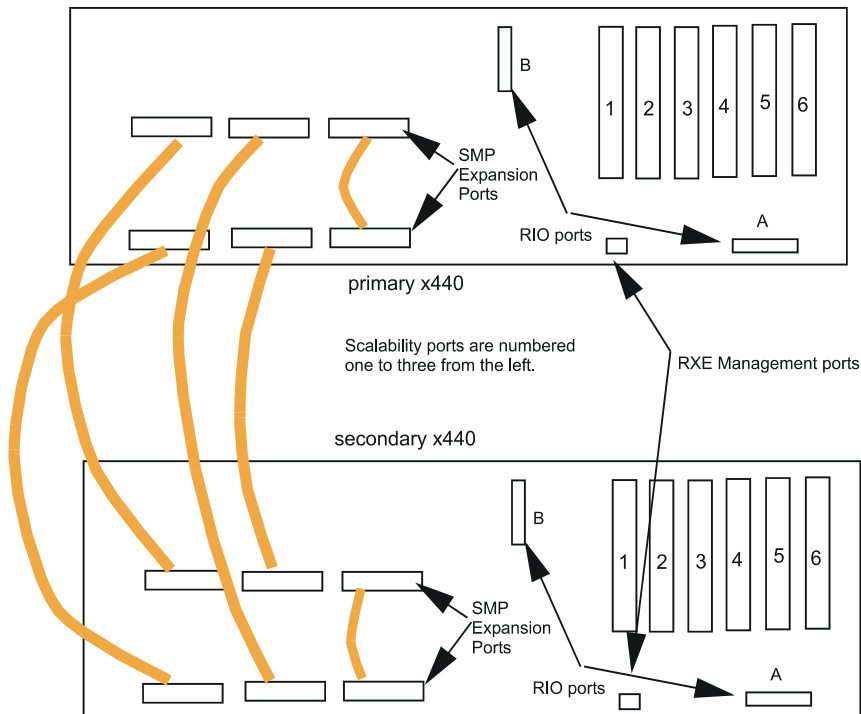 B
1 2 3 4 5 6
SMP
Expansion
Ports
RIO ports
A
primary x440
Scalability ports are numbered
one to three from the left.
RXE Management ports
secondary x440
B
1 2 3 4 5 6
SMP
Expansion
Ports
RIO ports
A